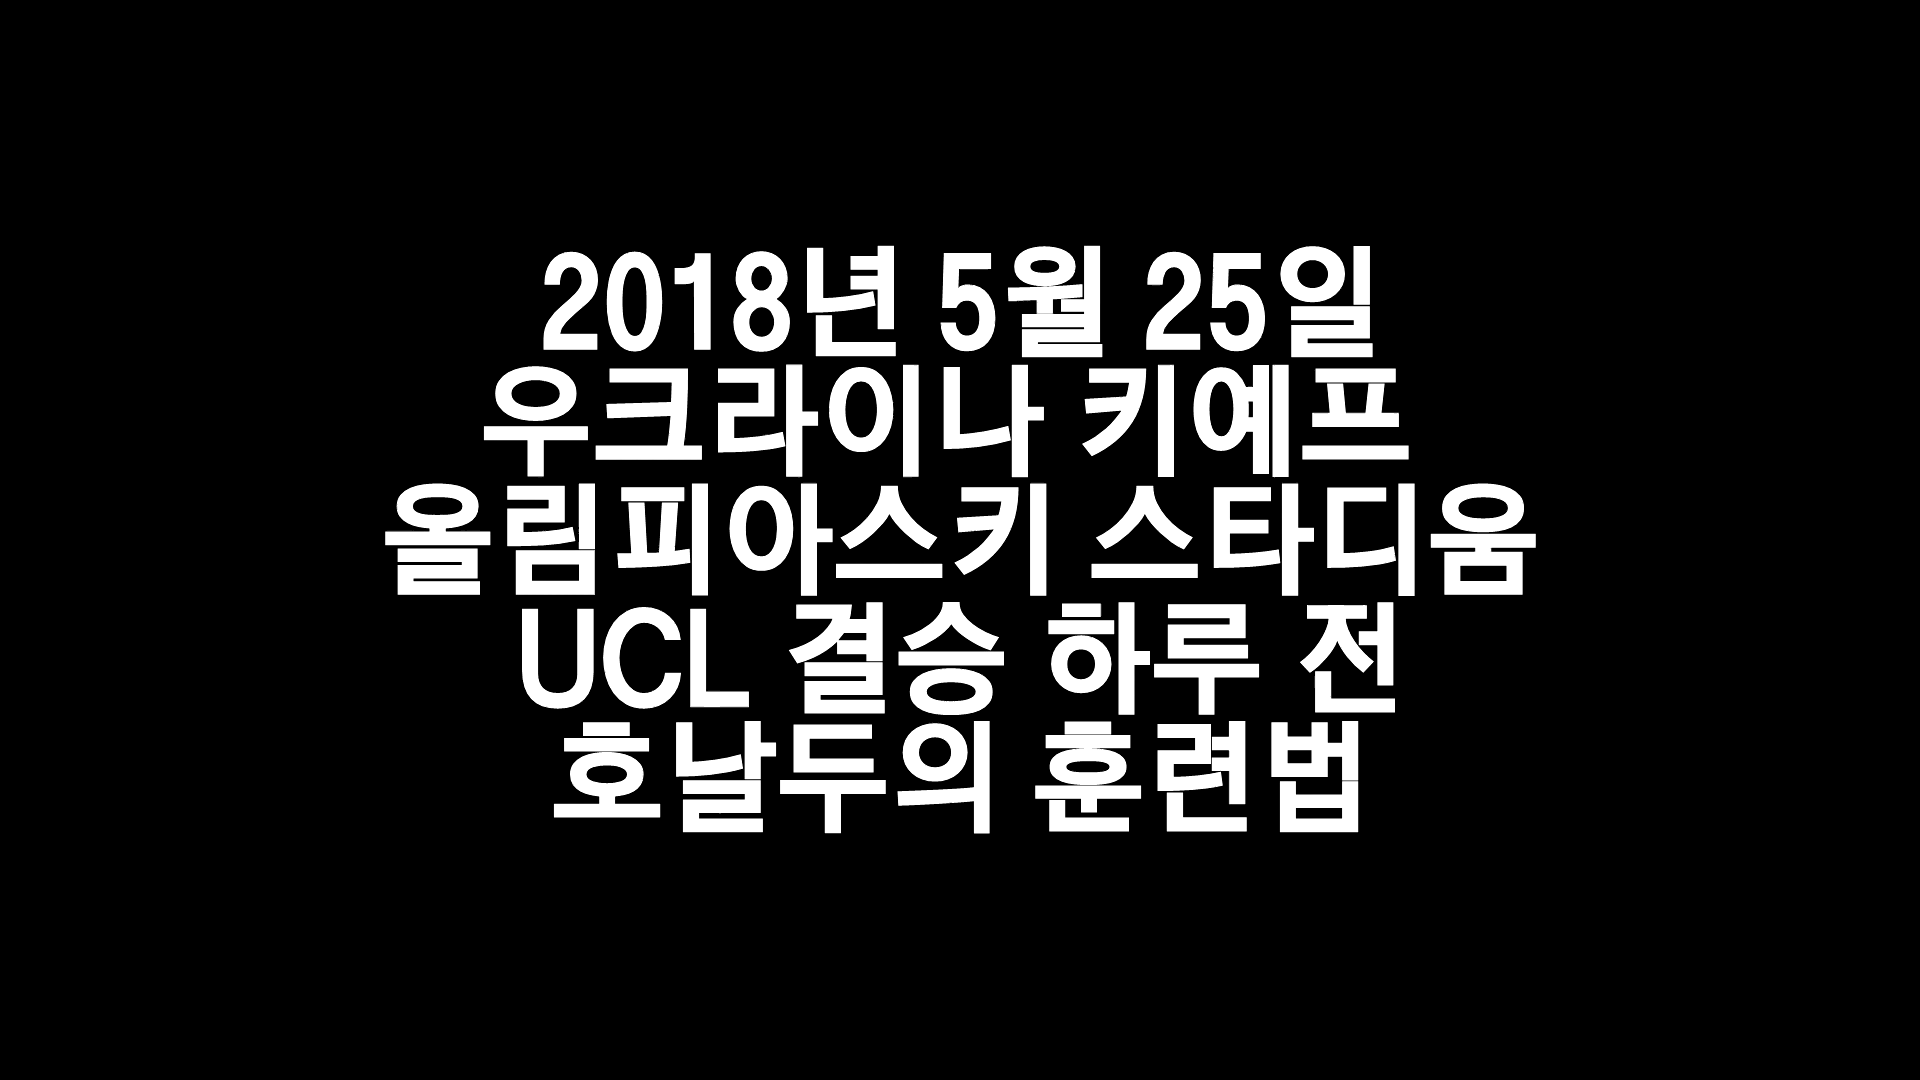 2018년 5월 25일
우크라이나 키예프
올림피아스키 스타디움
UCL 결승 하루 전
호날두의 훈련법